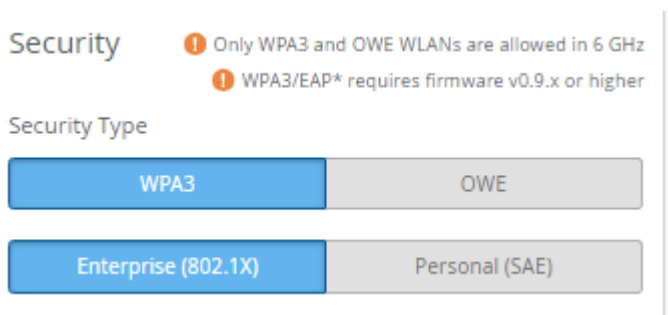 Security
! Only WPA3 and OWE WLANs are allowed in 6 GHz
! WPA3/EAP* requires firmware v0.9.x or higher
Security Type
WPA3 OWE
Enterprise (802.1X) Personal (SAE)